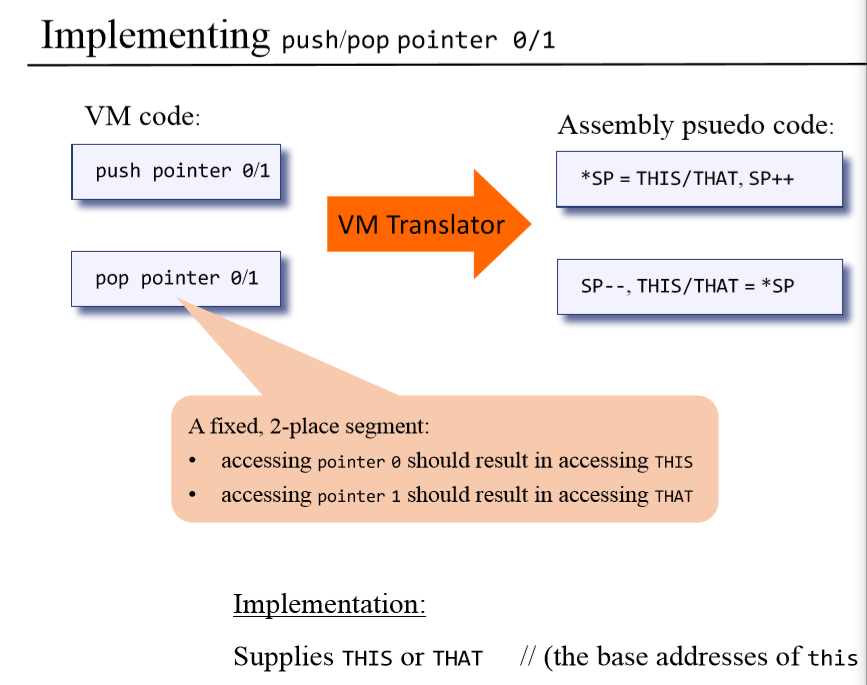 Implementing push/pop pointer 0/1
VM code:
Assembly psuedo code:
push pointer 0/1
*SP = THIS/THAT, SP++
VM Translator
pop pointer 0/1
SP--, THIS/THAT = *SP
A fixed, 2-place segment:
• accessing pointer 0 should result in accessing THIS
• accessing pointer 1 should result in accessing THAT
Implementation:
Supplies THIS or THAT // (the base addresses of this